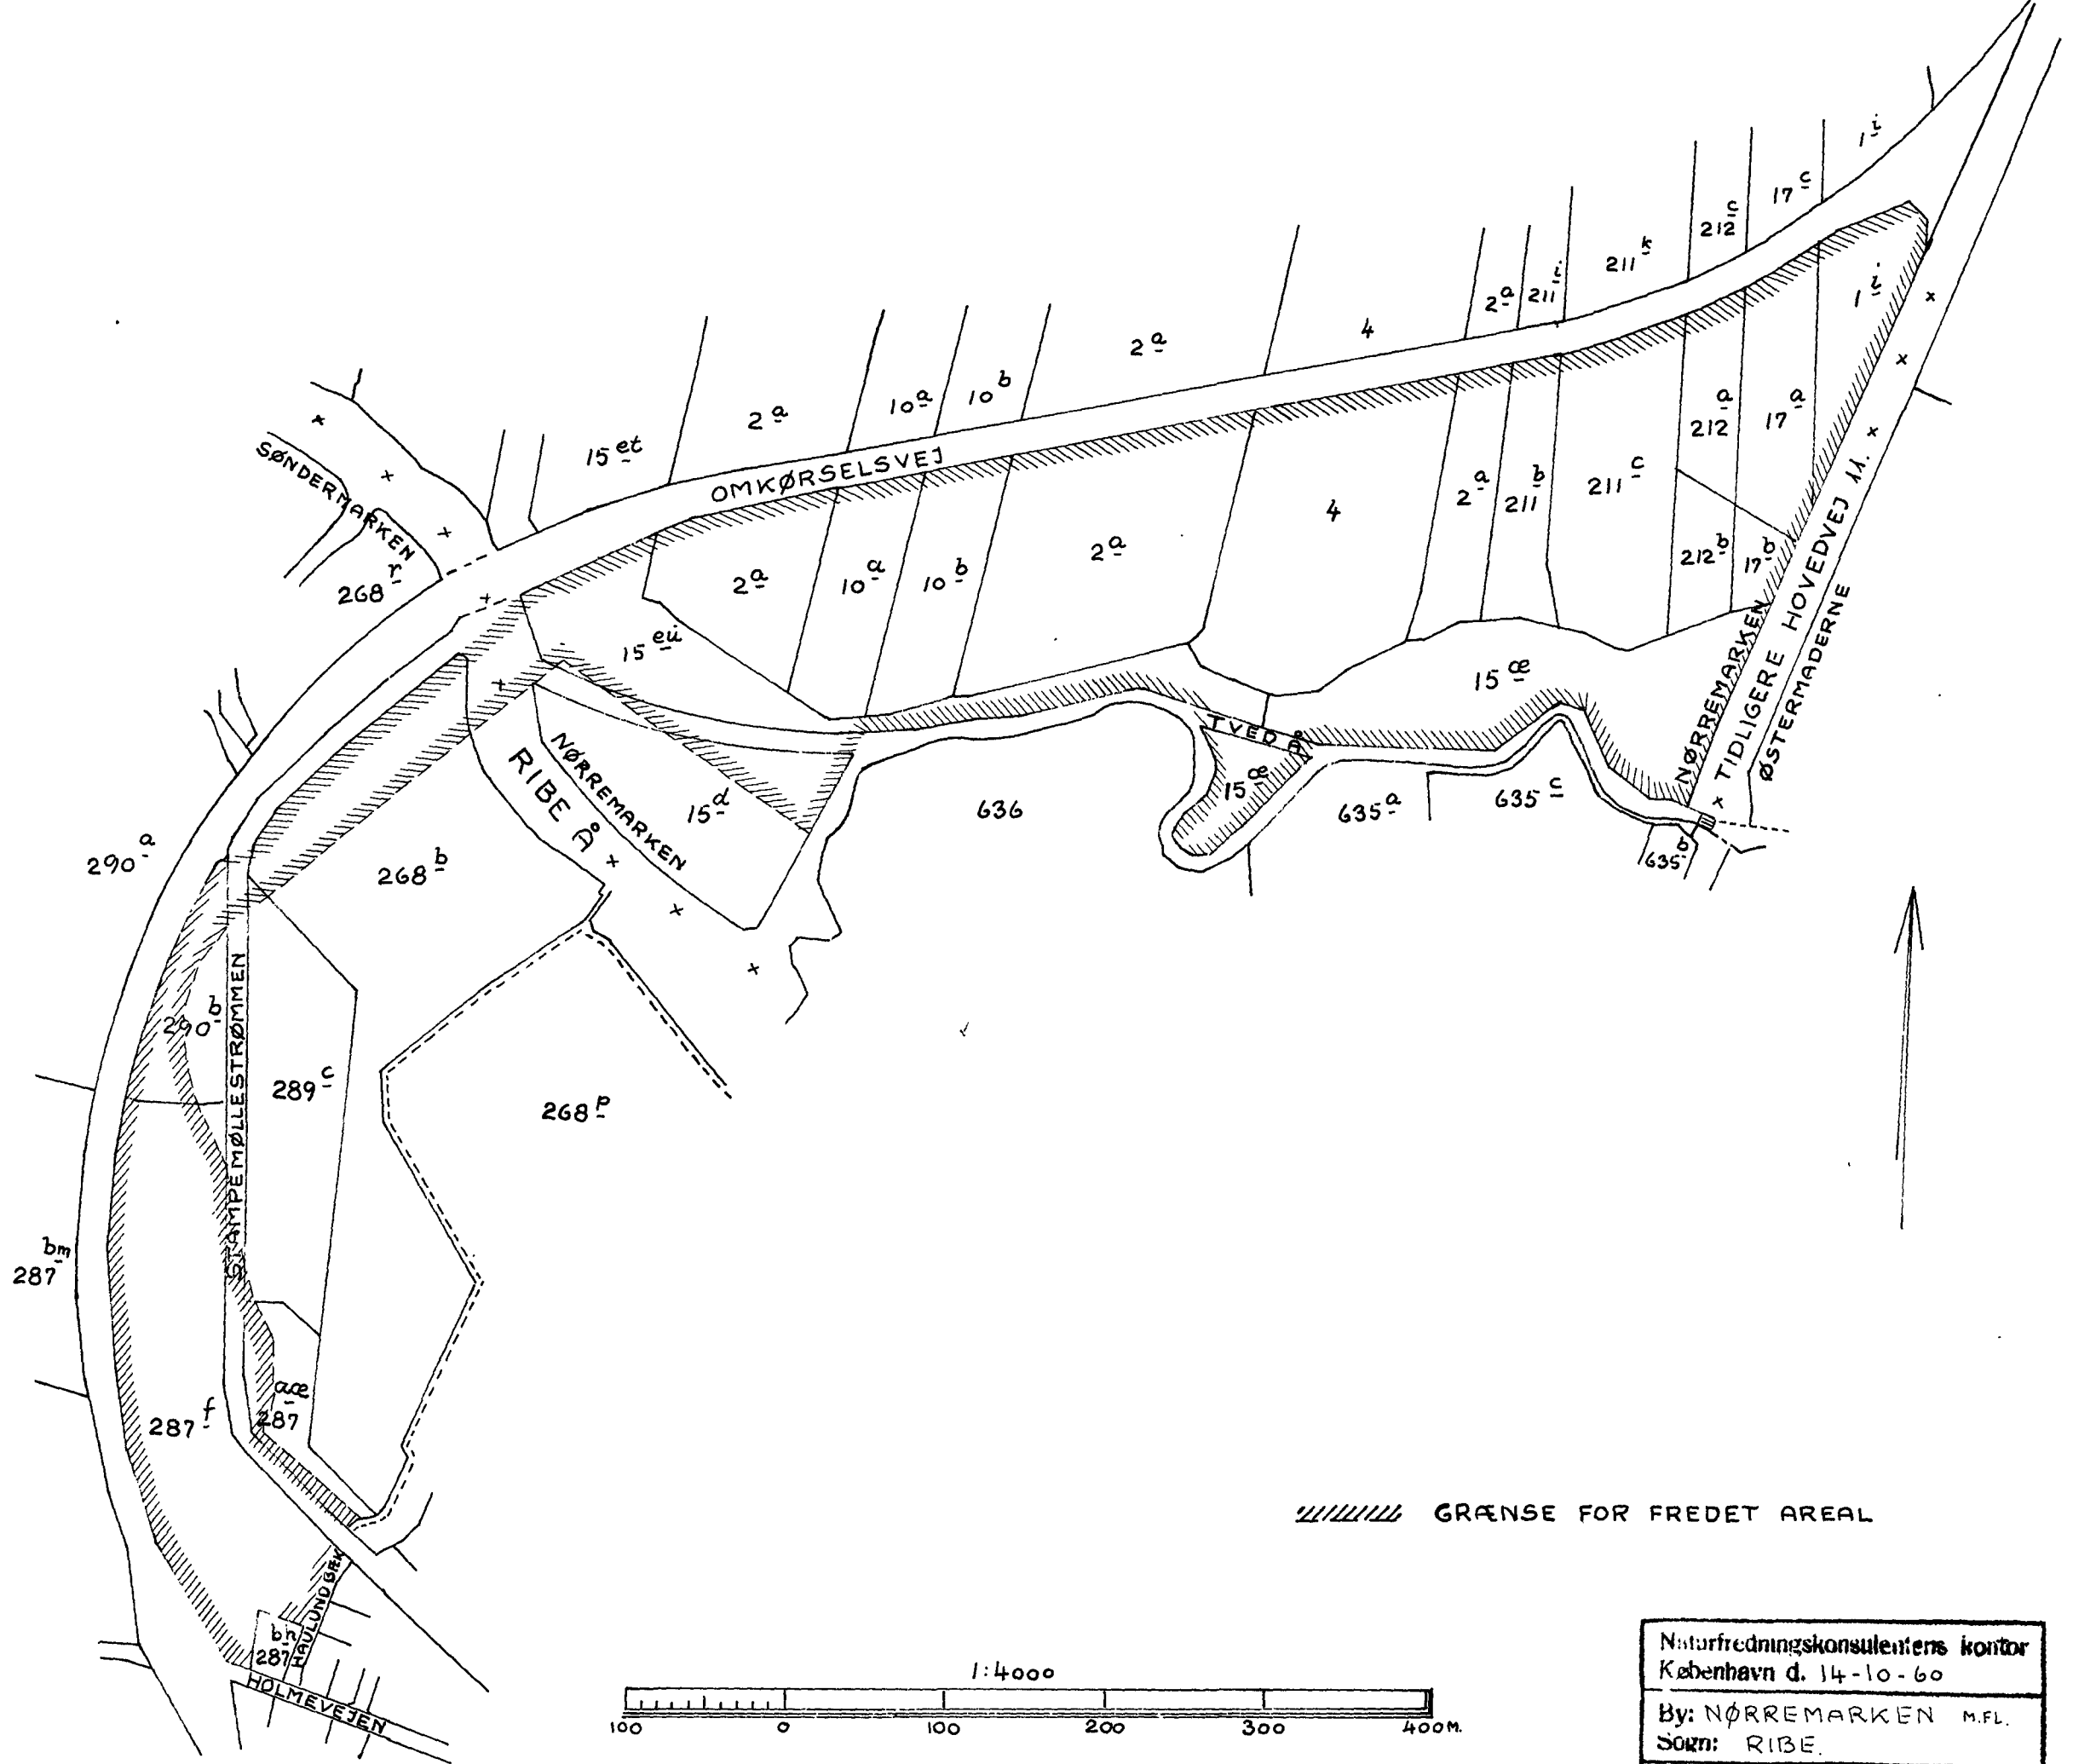 1 i
17 c
212 c
211 k
211 i
2 a
4
2 a
10 b
10 a
2 a
15 et
1 i
17 a
212 a
211 c
211 b
2 a
4
2 a
10 b
10 a
2 a
15 eü
212 b
17 b
15 æ
OMKØRSELSVEJ
SØNDERMARKEN
268 r
NØRREMARKEN
TIDLIGERE HOVEDVEJ 11.
ØSTERMADERNE
TVED Å
15 æ
636
635 a
635 c
635 b
NØRREMARKEN
RIBE Å
15 d
290 a
268 b
290 b
STAMPEMØLLESTRØMMEN
289 c
268 p
287 bm
287 f
287 aæ
287 bn
HAULUND BÆK
HOLMEVEJEN
GRÆNSE FOR FREDET AREAL
1:4000
100 0 100 200 300 400 M.
Naturfredningskonsulentens kontor
København d. 14-10-60
By: NØRREMARKEN M.FL.
Sogn: RIBE.